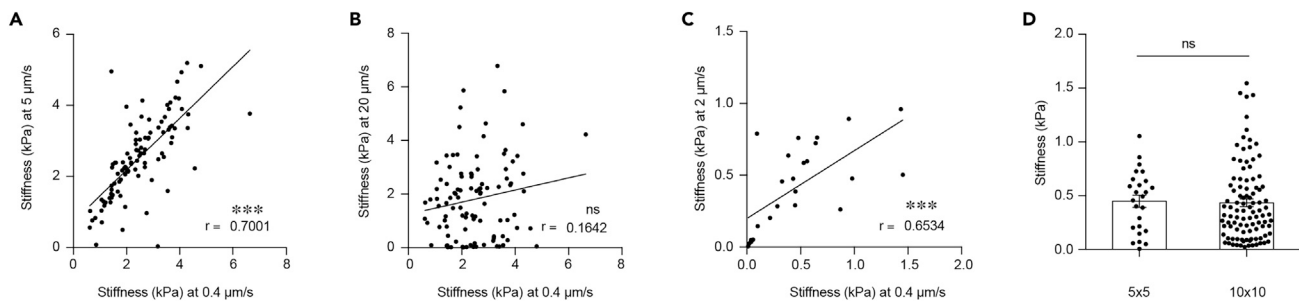 A
Stiffness (kPa) at 5 μm/s
6
4
2
0
0
2
4
6
8
***
r = 0.7001
Stiffness (kPa) at 0.4 μm/s
B
Stiffness (kPa) at 20 μm/s
8
6
4
2
0
0
2
4
6
8
ns
r = 0.1642
Stiffness (kPa) at 0.4 μm/s
C
Stiffness (kPa) at 2 μm/s
1.5
1.0
0.5
0
0.0
0.5
1.0
1.5
2.0
***
r = 0.6534
Stiffness (kPa) at 0.4 μm/s
D
Stiffness (kPa)
2.0
1.5
1.0
0.5
0.0
ns
5x5
10x10